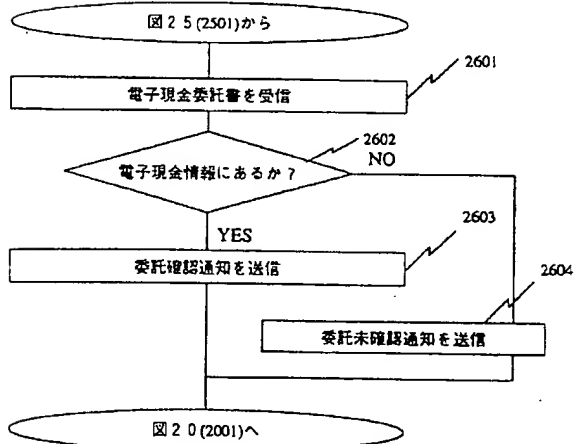 図25(2501)から
2601
電子現金委託書を受信
2602
電子現金情報にあるか?
NO
YES
2603
委託確認通知を送信
2604
委託未確認通知を送信
図20(2001)へ